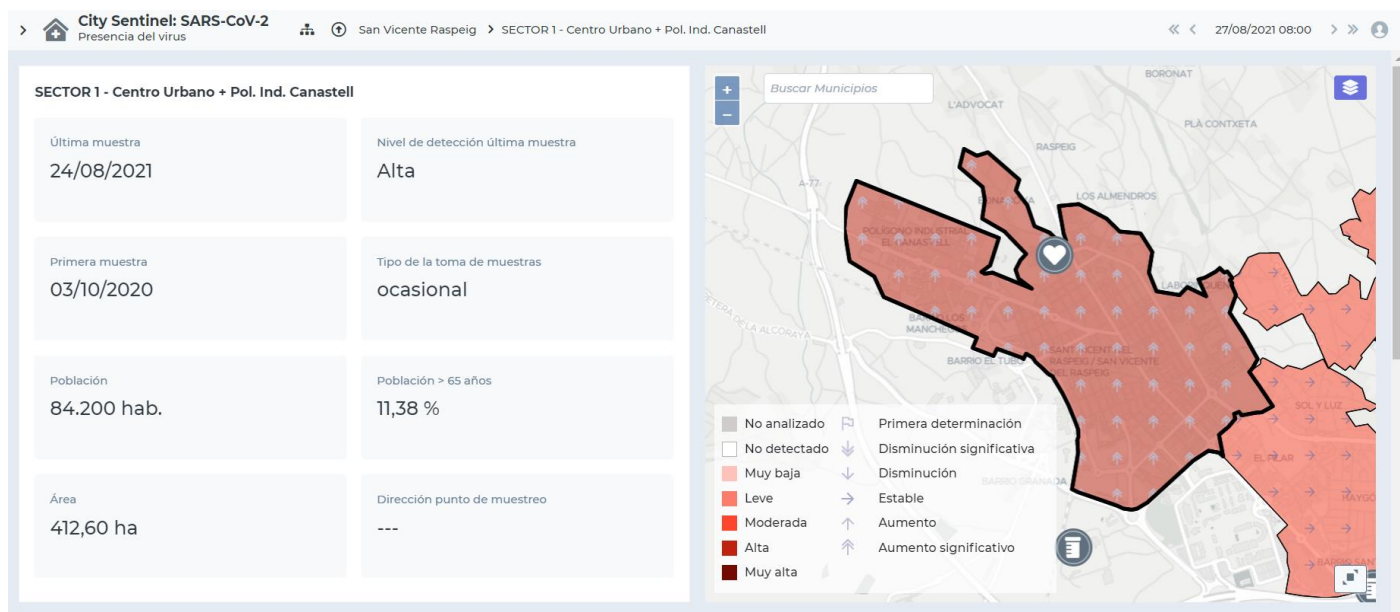 City Sentinel: SARS-CoV-2
Presencia del virus
San Vicente Raspeig > SECTOR 1 - Centro Urbano + Pol. Ind. Canastell
27/08/2021 08:00
SECTOR 1 - Centro Urbano + Pol. Ind. Canastell
Última muestra
24/08/2021
Nivel de detección última muestra
Alta
Primera muestra
03/10/2020
Tipo de la toma de muestras
ocasional
Población
84.200 hab.
Población > 65 años
11,38 %
Área
412,60 ha
Dirección punto de muestreo
---
+
−
Buscar Municipios
BORONAT
L'ADVOCAT
PLÀ CONTXETA
RASPEIG
A-77
LOS ALMENDROS
POLÍGONO INDUSTRIAL
EL CANASTELL
BARRIO LOS
MANCHEGOS
BARRIO EL TUBO
SANT VICENT DEL
RASPEIG / SAN VICENTE
DEL RASPEIG
SOL Y LUZ
EL PILAR
BARRIO GRANADA
No analizado
No detectado
Muy baja
Leve
Moderada
Alta
Muy alta
Primera determinación
Disminución significativa
Disminución
Estable
Aumento
Aumento significativo